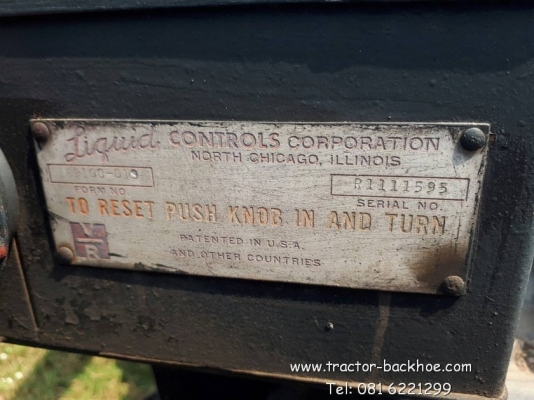 Liquid CONTROLS CORPORATION
NORTH CHICAGO, ILLINOIS
FORM NO
R1111595
SERIAL NO.
TO RESET PUSH KNOB IN AND TURN
V
R
PATENTED IN U.S.A.
AND OTHER COUNTRIES
www.tractor-backhoe.com
Tel: 081 6221299